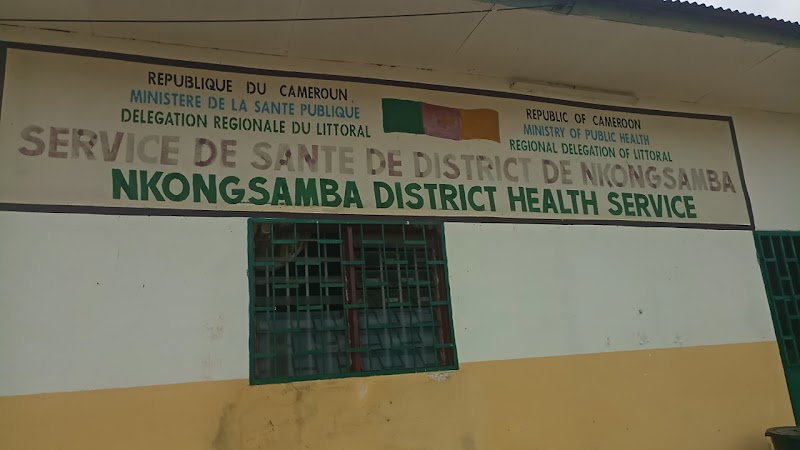 REPUBLIQUE DU CAMEROUN
MINISTERE DE LA SANTE PUBLIQUE
DELEGATION REGIONALE DU LITTORAL
REPUBLIC OF CAMEROON
MINISTRY OF PUBLIC HEALTH
REGIONAL DELEGATION OF LITTORAL
SERVICE DE SANTE DE DISTRICT DE NKONGSAMBA
NKONGSAMBA DISTRICT HEALTH SERVICE